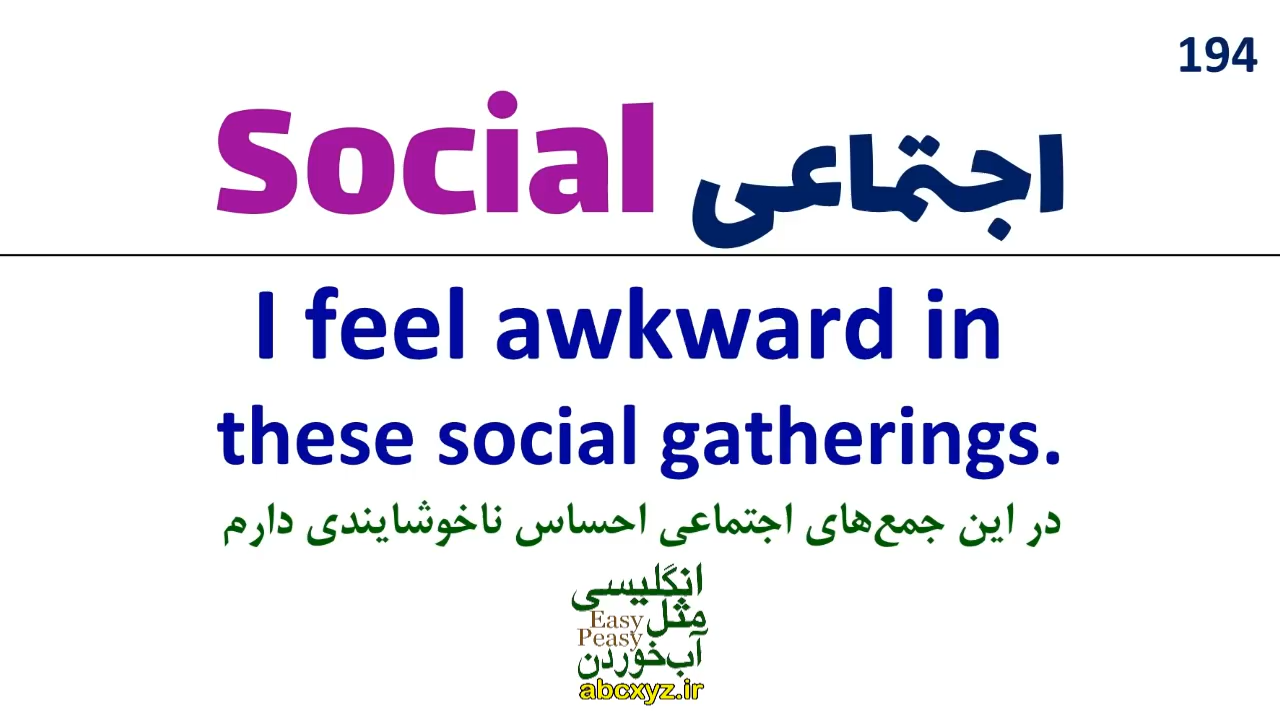 194
Social اجتماعی
I feel awkward in
these social gatherings.
در این جمع‌های اجتماعی احساس ناخوشایندی دارم
انگلیسی
مثل Easy
Peasy
آب‌خوردن
abcxyz.ir